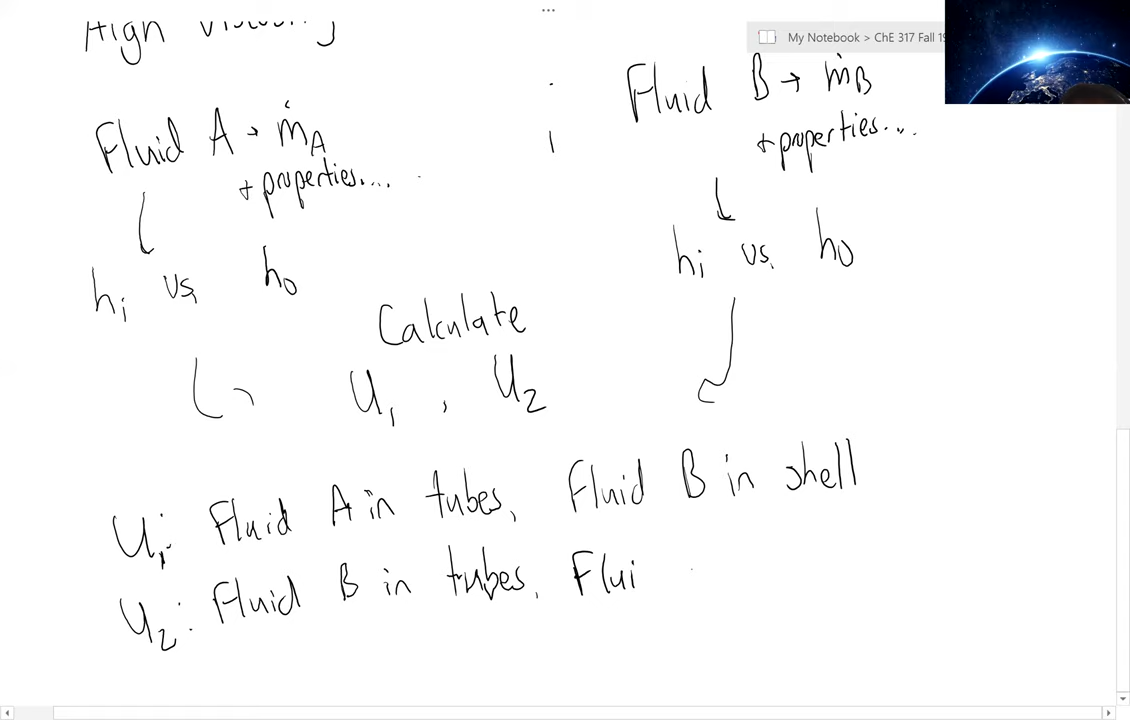 High viscosity
My Notebook > ChE 317 Fall 19
Fluid A → ṁA
+ properties....
Fluid B → ṁB
+ properties....
hi vs. ho
hi vs. ho
Calculate
U1, U2
U1: Fluid A in tubes, Fluid B in shell
U2: Fluid B in tubes, Flui